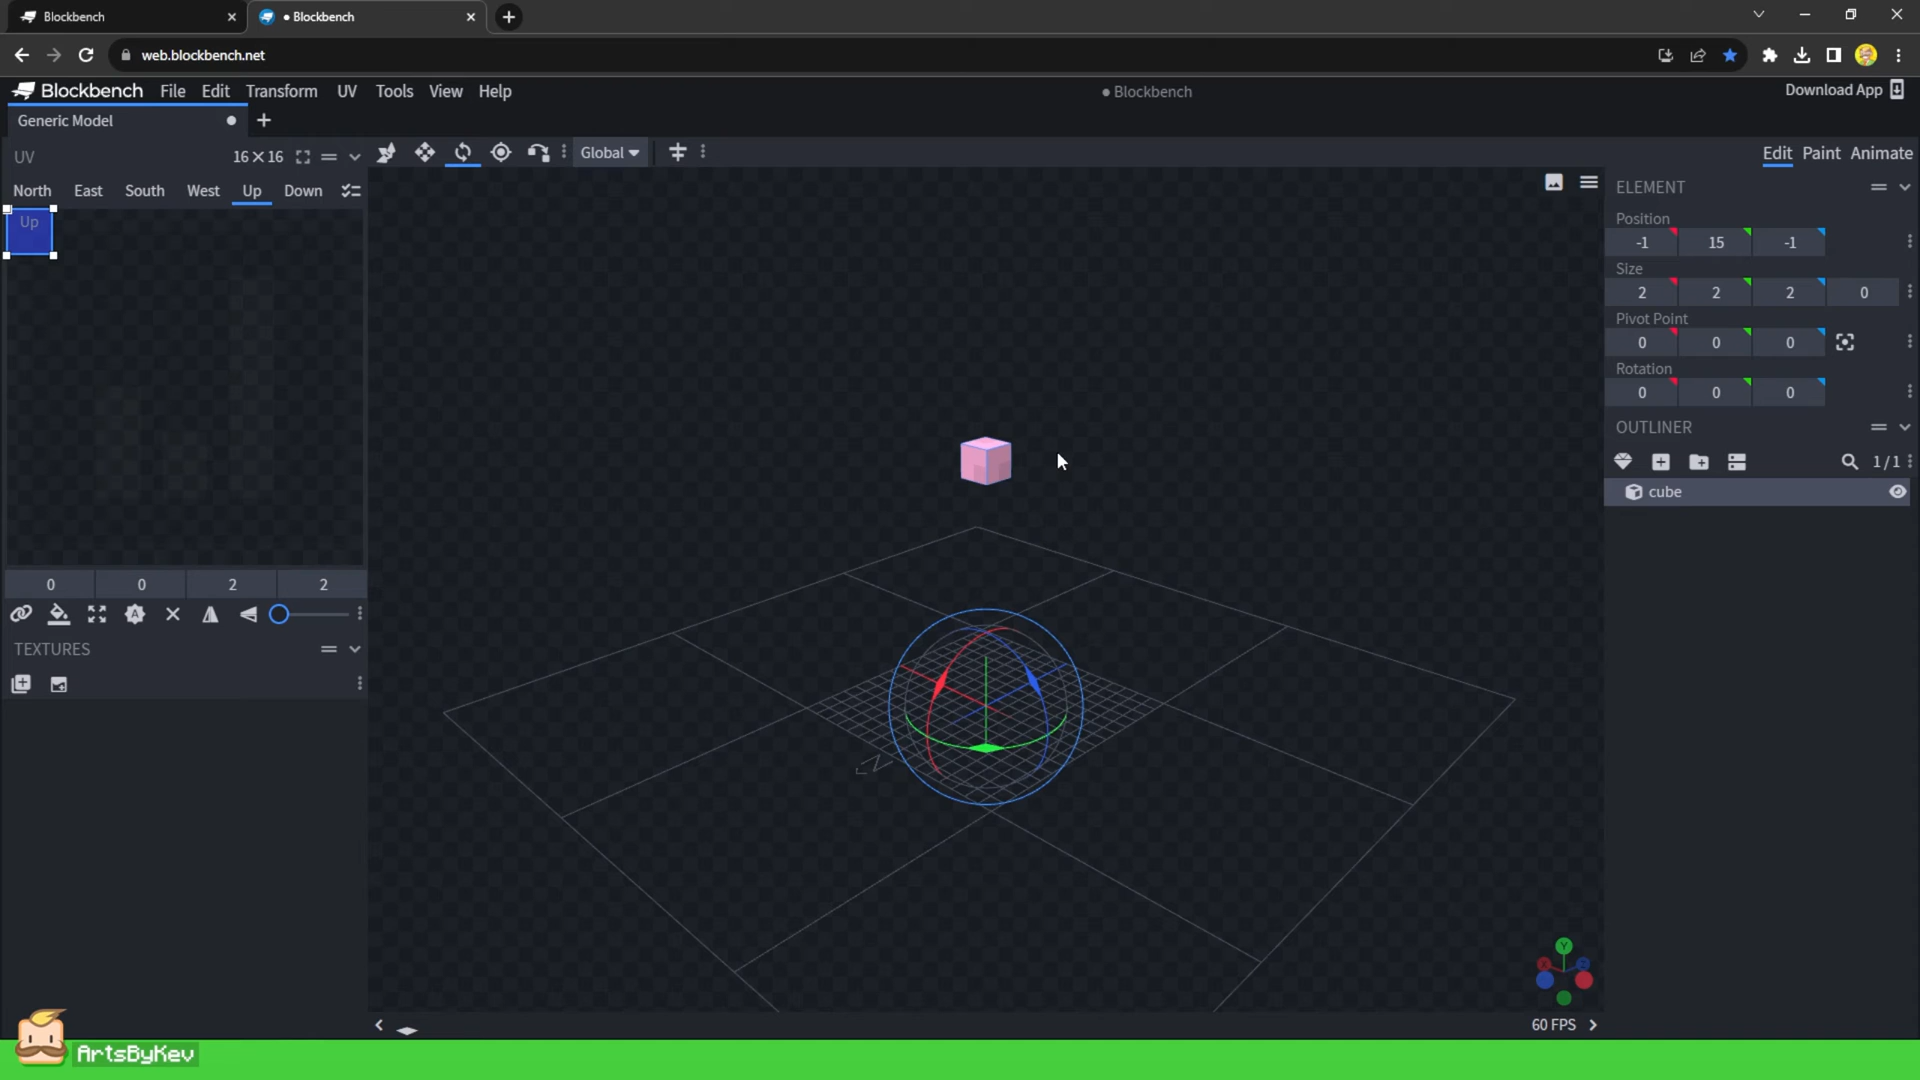 Blockbench
• Blockbench
web.blockbench.net
Blockbench File Edit Transform UV Tools View Help
• Blockbench
Download App
Generic Model
UV
16×16
Global
Edit Paint Animate
North East South West Up Down
Up
ELEMENT
Position
-1 15 -1
Size
2 2 2 0
Pivot Point
0 0 0
Rotation
0 0 0
OUTLINER
1/1
cube
0 0 2 2
TEXTURES
N
Y
X
Z
60 FPS
ArtsByKev